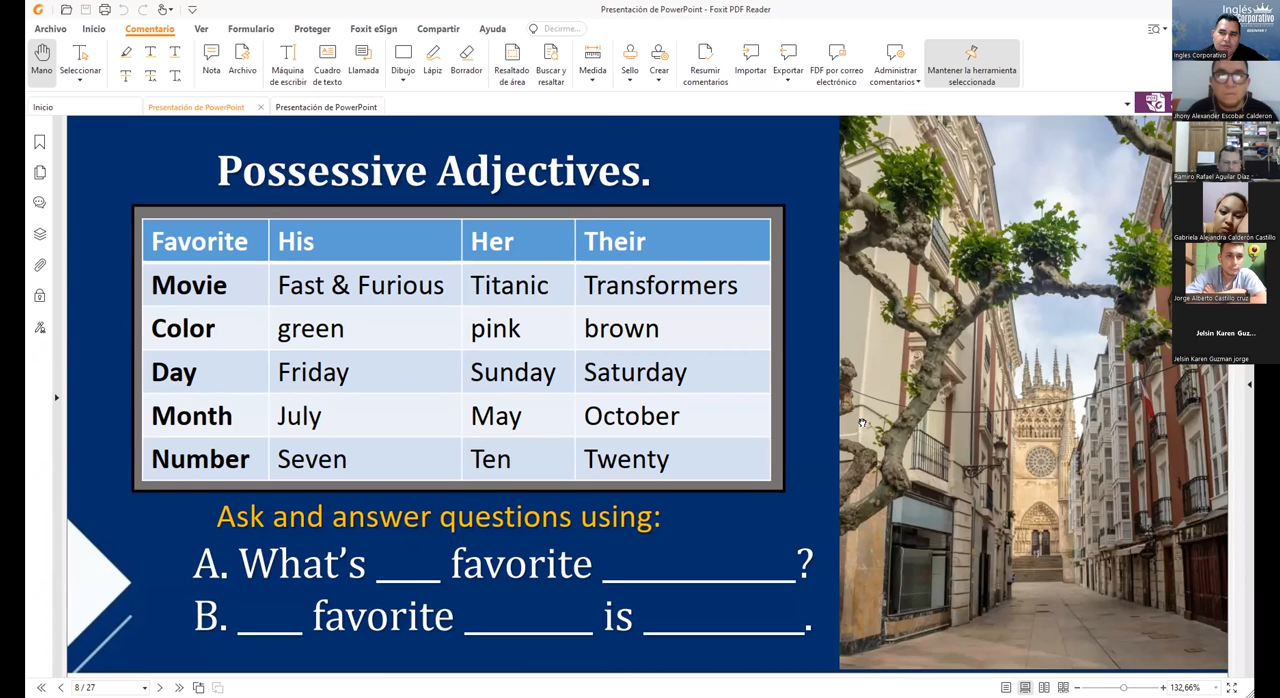 Presentación de PowerPoint - Foxit PDF Reader
Archivo Inicio Comentario Ver Formulario Proteger Foxit eSign Compartir Ayuda Decirme...
Mano Seleccionar Nota Archivo Máquina de escribir Cuadro de texto Llamada Dibujo Lápiz Borrador Resaltado de área Buscar y resaltar Medida Sello Crear Resumir comentarios Importar Exportar PDF por correo electrónico Administrar comentarios Mantener la herramienta seleccionada
Inicio Presentación de PowerPoint Presentación de PowerPoint
Possessive Adjectives.
Favorite His Her Their
Movie Fast & Furious Titanic Transformers
Color green pink brown
Day Friday Sunday Saturday
Month July May October
Number Seven Ten Twenty
Ask and answer questions using:
A. What's ___ favorite _________?
B. ___ favorite ______ is ________.
Inglés Corporativo
Inglés Corporativo
Jhony Alexander Escobar Calderon
Ramiro Rafael Aguilar Díaz
Gabriela Alejandra Calderón Castillo
Jorge Alberto Castillo cruz
Jelsin Karen Guz...
Jelsin Karen Guzman jorge
8 / 27
132,66%